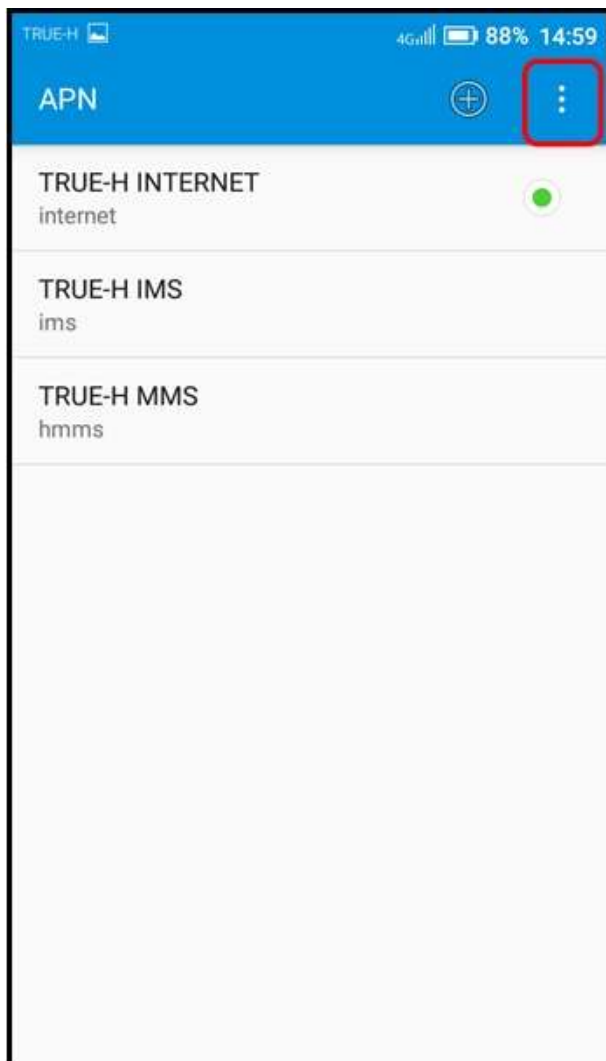 TRUE-H 4G 88% 14:59
APN
TRUE-H INTERNET
internet
TRUE-H IMS
ims
TRUE-H MMS
hmms